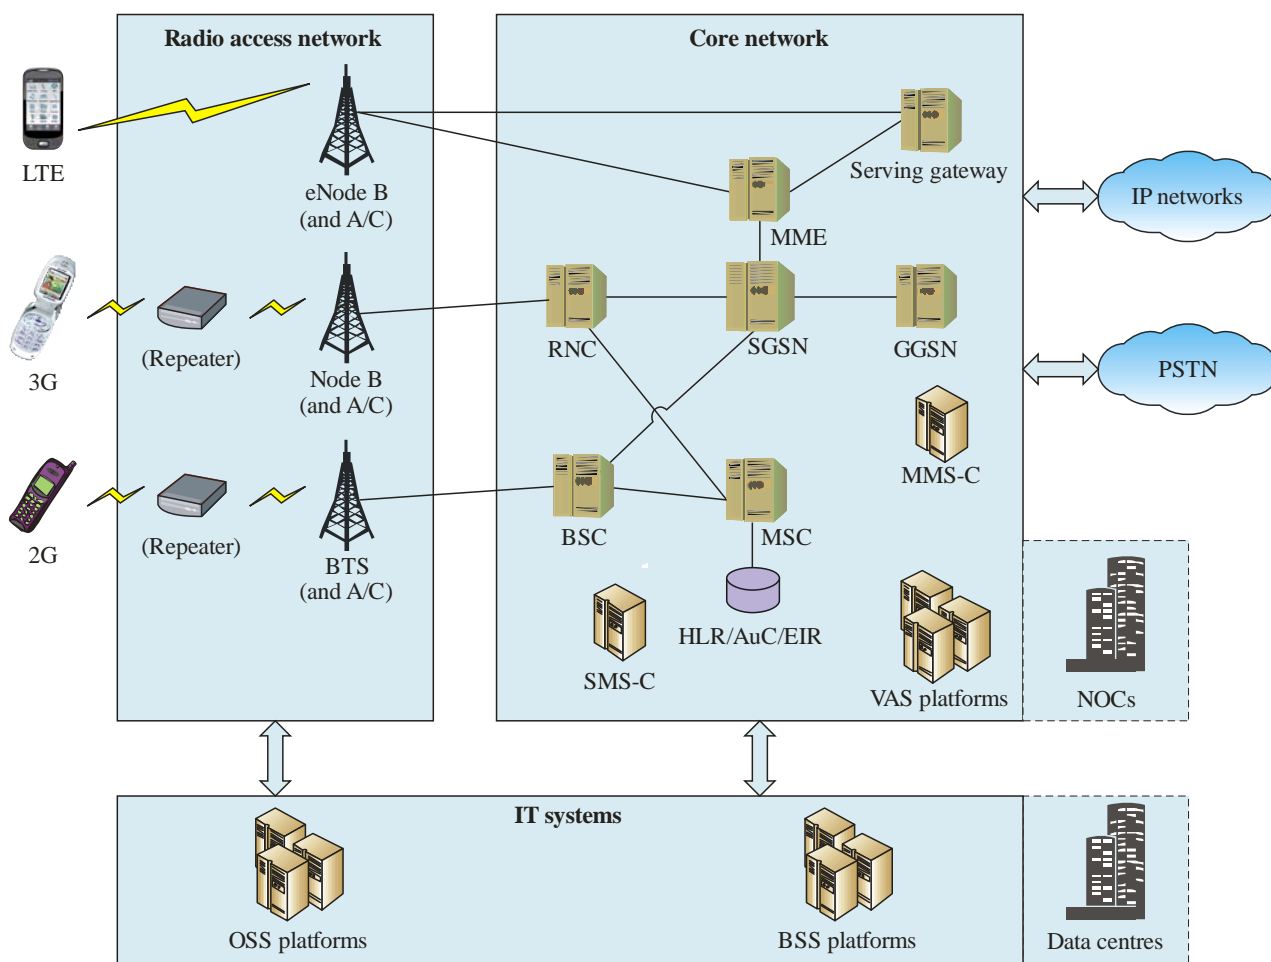 Radio access network
Core network
LTE
eNode B
(and A/C)
Serving gateway
MME
IP networks
3G
(Repeater)
Node B
(and A/C)
RNC
SGSN
GGSN
PSTN
MMS-C
2G
(Repeater)
BTS
(and A/C)
BSC
MSC
HLR/AuC/EIR
SMS-C
VAS platforms
NOCs
IT systems
OSS platforms
BSS platforms
Data centres